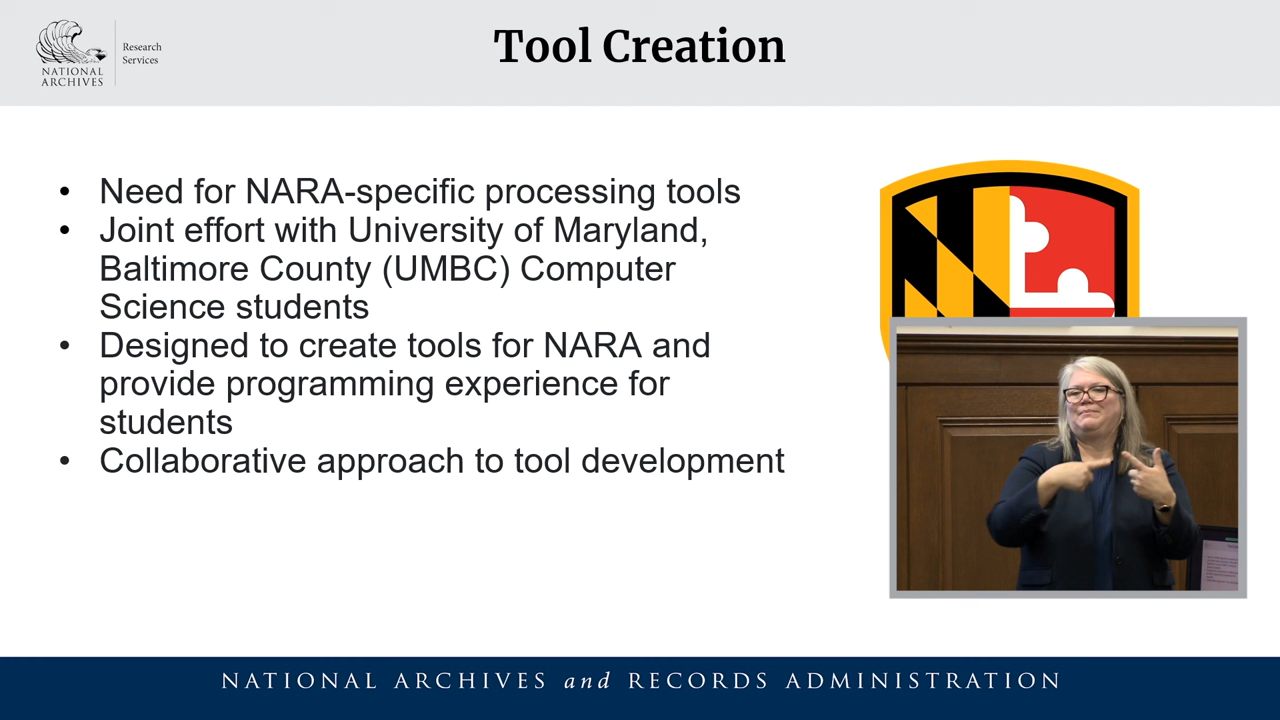 Research
Services
NATIONAL
ARCHIVES
Tool Creation
• Need for NARA-specific processing tools
• Joint effort with University of Maryland,
Baltimore County (UMBC) Computer
Science students
• Designed to create tools for NARA and
provide programming experience for
students
• Collaborative approach to tool development
NATIONAL ARCHIVES and RECORDS ADMINISTRATION